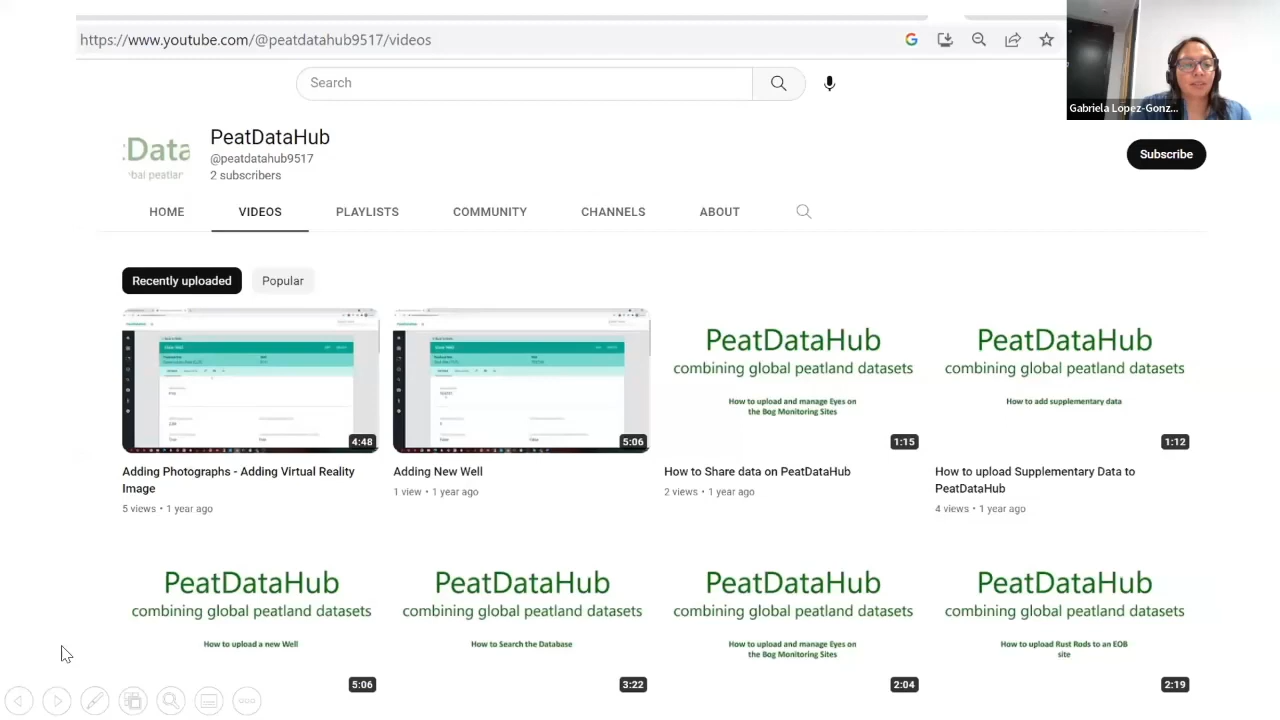 https://www.youtube.com/@peatdatahub9517/videos
Gabriela Lopez-Gonz...
Search
PeatDataHub
@peatdatahub9517
2 subscribers
Subscribe
HOME VIDEOS PLAYLISTS COMMUNITY CHANNELS ABOUT
Recently uploaded Popular
4:48
Adding Photographs - Adding Virtual Reality
Image
5 views • 1 year ago
5:06
Adding New Well
1 view • 1 year ago
PeatDataHub
combining global peatland datasets
How to upload and manage Eyes on
the Bog Monitoring Sites
1:15
How to Share data on PeatDataHub
2 views • 1 year ago
PeatDataHub
combining global peatland datasets
How to add supplementary data
1:12
How to upload Supplementary Data to
PeatDataHub
4 views • 1 year ago
PeatDataHub
combining global peatland datasets
How to upload a new Well
5:06
PeatDataHub
combining global peatland datasets
How to Search the Database
3:22
PeatDataHub
combining global peatland datasets
How to upload and manage Eyes on
the Bog Monitoring Sites
2:04
PeatDataHub
combining global peatland datasets
How to upload Rust Rods to an EOB
site
2:19